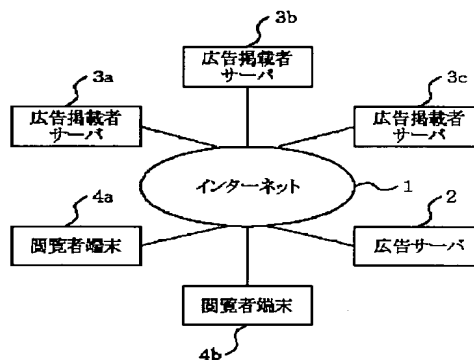 3b
広告掲載者
サーバ
3a
広告掲載者
サーバ
3c
広告掲載者
サーバ
インターネット
1
4a
閲覧者端末
2
広告サーバ
閲覧者端末
4b